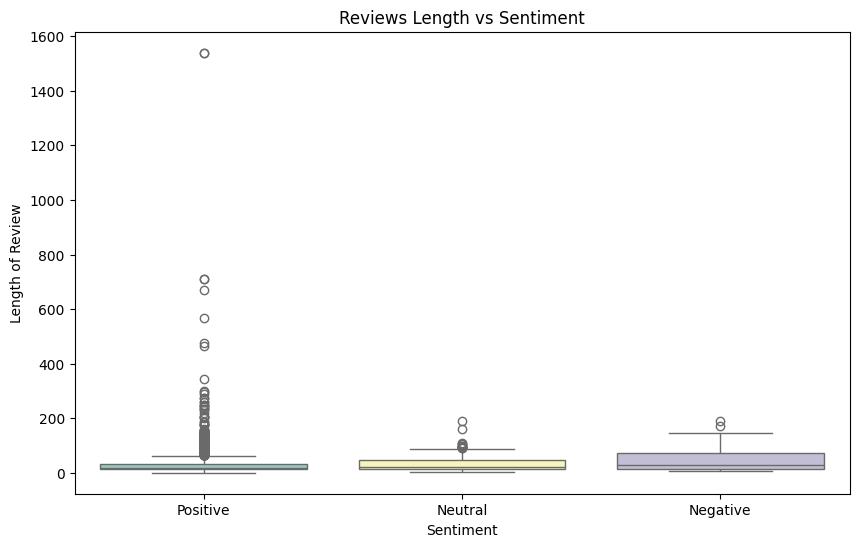 Reviews Length vs Sentiment
1600
1400
1200
1000
800
600
400
200
0
Length of Review
Positive Neutral Negative
Sentiment